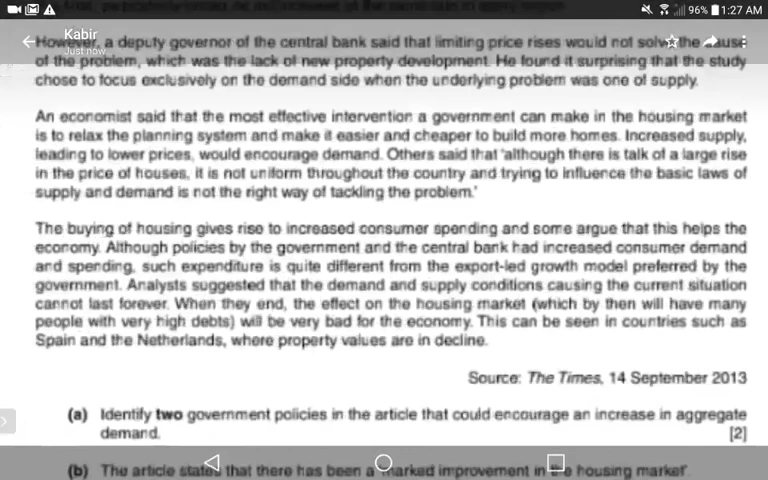 96% 1:27 AM
Kabir
Just now
However, a deputy governor of the central bank said that limiting price rises would not solve the cause
of the problem, which was the lack of new property development. He found it surprising that the study
chose to focus exclusively on the demand side when the underlying problem was one of supply.
An economist said that the most effective intervention a government can make in the housing market
is to relax the planning system and make it easier and cheaper to build more homes. Increased supply,
leading to lower prices, would encourage demand. Others said that 'although there is talk of a large rise
in the price of houses, it is not uniform throughout the country and trying to influence the basic laws of
supply and demand is not the right way of tackling the problem.'
The buying of housing gives rise to increased consumer spending and some argue that this helps the
economy. Although policies by the government and the central bank had increased consumer demand
and spending, such expenditure is quite different from the export-led growth model preferred by the
government. Analysts suggested that the demand and supply conditions causing the current situation
cannot last forever. When they end, the effect on the housing market (which by then will have many
people with very high debts) will be very bad for the economy. This can be seen in countries such as
Spain and the Netherlands, where property values are in decline.
Source: The Times, 14 September 2013
(a) Identify two government policies in the article that could encourage an increase in aggregate
demand. [2]
(b) The article states that there has been a 'marked improvement in the housing market'.